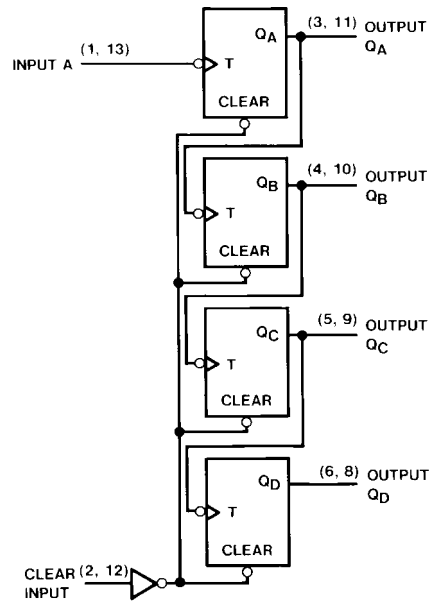 QA (3, 11) OUTPUT
QA
INPUT A (1, 13) T
CLEAR
QB (4, 10) OUTPUT
QB
T
CLEAR
QC (5, 9) OUTPUT
QC
T
CLEAR
QD (6, 8) OUTPUT
QD
T
CLEAR (2, 12) CLEAR
INPUT